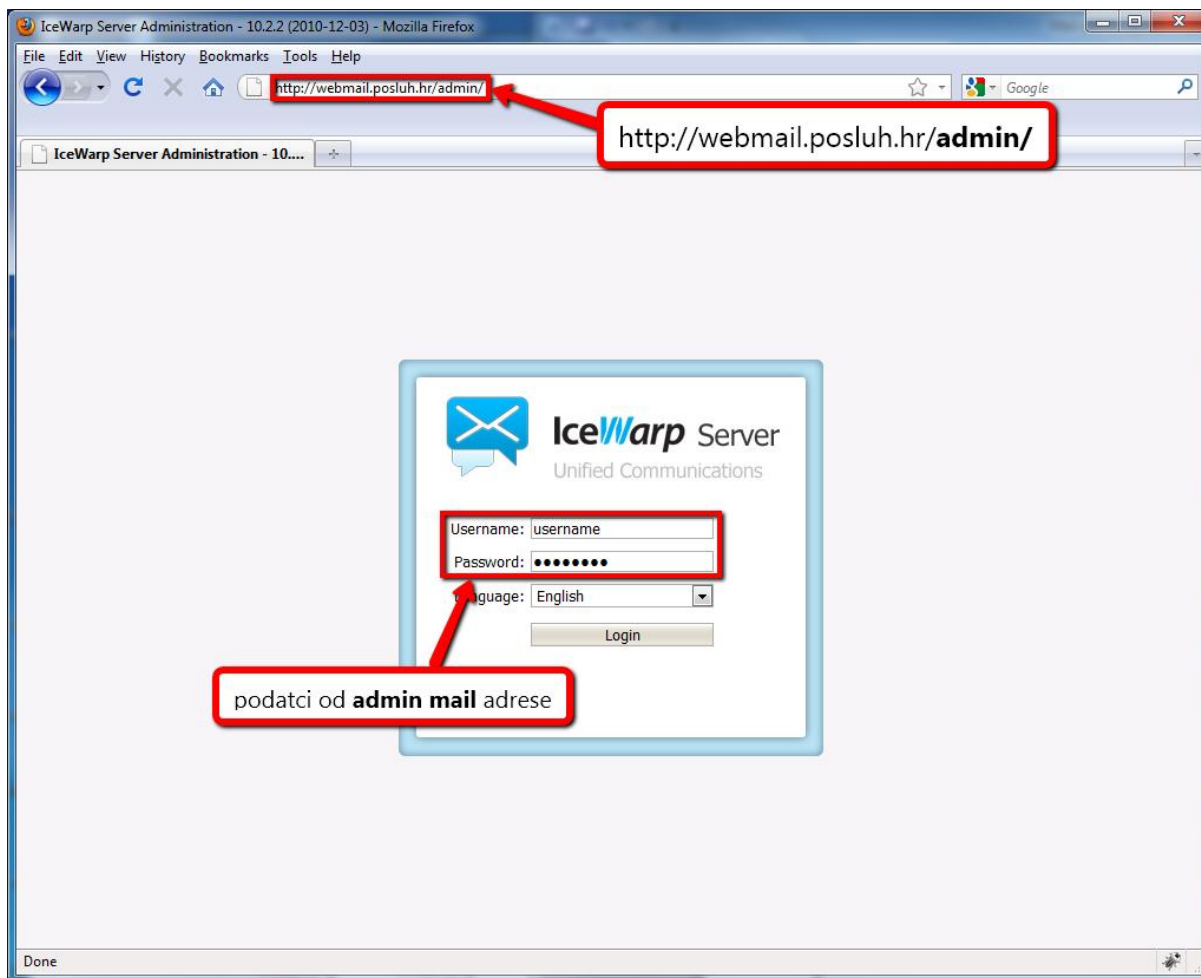 IceWarp Server Administration - 10.2.2 (2010-12-03) - Mozilla Firefox
File Edit View History Bookmarks Tools Help
http://webmail.posluh.hr/admin/
Google
http://webmail.posluh.hr/admin/
IceWarp Server Administration - 10....
IceWarp Server
Unified Communications
Username: username
Password: ●●●●●●●●
nguage: English
Login
podatci od admin mail adrese
Done